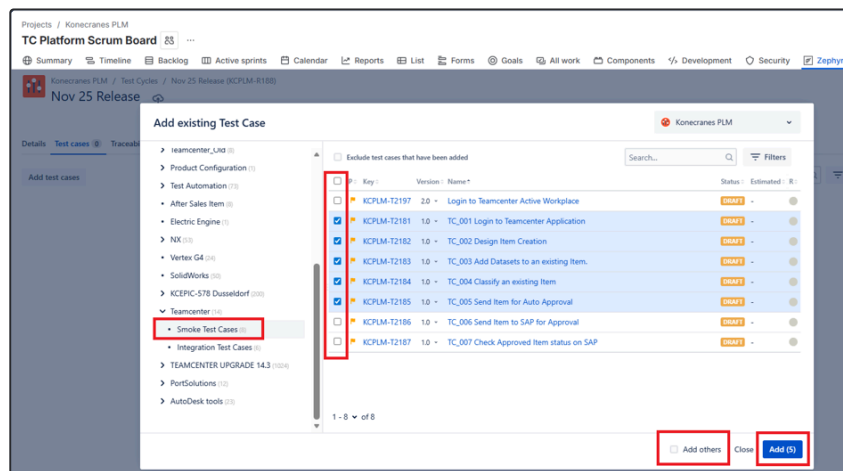 Projects / Konecranes PLM
TC Platform Scrum Board
Summary Timeline Backlog Active sprints Calendar Reports List Forms Goals All work Components Development Security Zephyr
Konecranes PLM / Test Cycles / Nov 25 Release (KCPLM-R188)
Nov 25 Release
Details Test cases 0 Traceabi
Add test cases
Add existing Test Case
Konecranes PLM
Product Configuration (1)
Test Automation (73)
After Sales Item (8)
Electric Engine (1)
NX (53)
Vertex G4 (24)
SolidWorks (50)
KCEPIC-578 Dusseldorf (200)
Teamcenter (14)
Smoke Test Cases (8)
Integration Test Cases (6)
TEAMCENTER UPGRADE 14.3 (1024)
PortSolutions (12)
AutoDesk tools (23)
Exclude test cases that have been added
Search... Filters
P Key Version Name Status Estimated R
KCPLM-T2197 2.0 Login to Teamcenter Active Workplace DRAFT -
KCPLM-T2181 1.0 TC_001 Login to Teamcenter Application DRAFT -
KCPLM-T2182 1.0 TC_002 Design Item Creation DRAFT -
KCPLM-T2183 1.0 TC_003 Add Datasets to an existing Item. DRAFT -
KCPLM-T2184 1.0 TC_004 Classify an existing Item DRAFT -
KCPLM-T2185 1.0 TC_005 Send Item for Auto Approval DRAFT -
KCPLM-T2186 1.0 TC_006 Send Item to SAP for Approval DRAFT -
KCPLM-T2187 1.0 TC_007 Check Approved Item status on SAP DRAFT -
1 - 8 of 8
Add others Close Add (5)